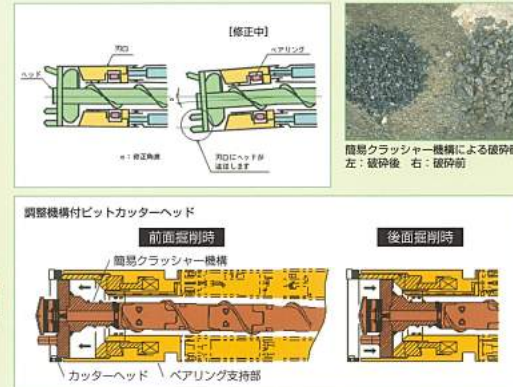 [修正中]
刃口
ベアリング
ヘッド
α：修正角度
刃口にヘッドが
追従します
簡易クラッシャー機構による破砕
左：破砕後 右：破砕前
調整機構付ビットカッターヘッド
前面掘削時
後面掘削時
簡易クラッシャー機構
カッターヘッド
ベアリング支持部